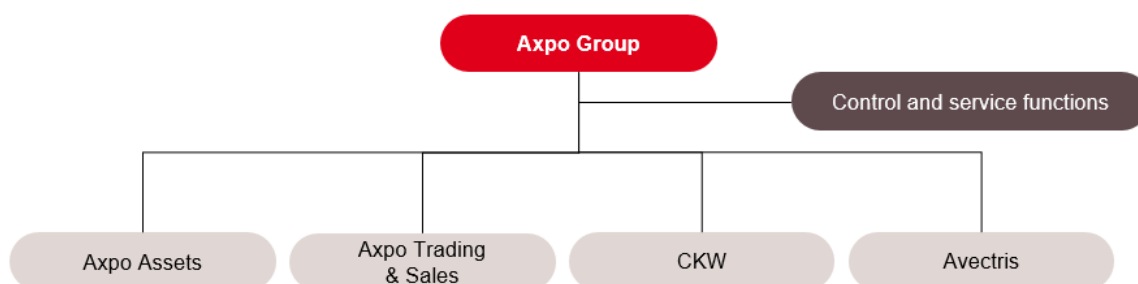 Axpo Group
Control and service functions
Axpo Assets
Axpo Trading
& Sales
CKW
Avectris